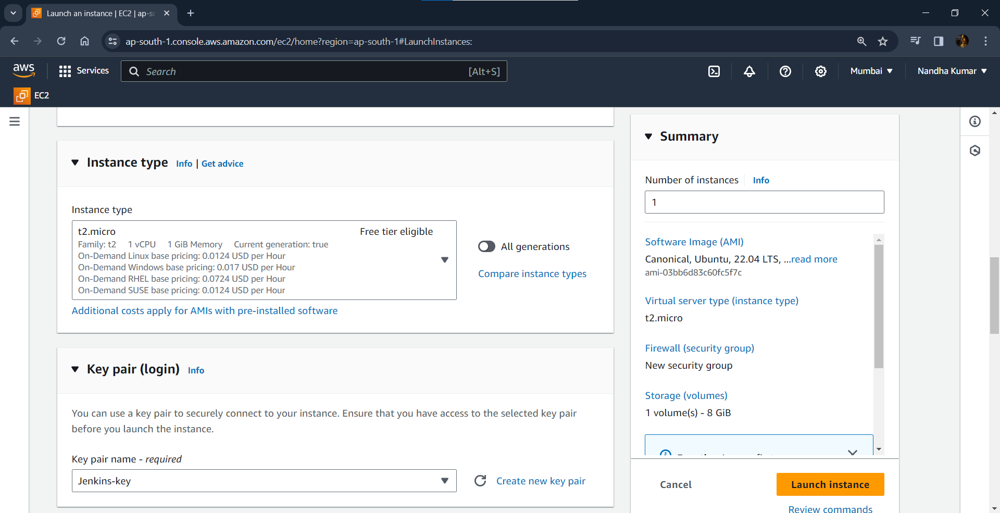 Launch an instance | EC2 | ap-sc
ap-south-1.console.aws.amazon.com/ec2/home?region=ap-south-1#LaunchInstances:
aws
Services
Search
[Alt+S]
Mumbai
Nandha Kumar
EC2
Instance type
Info | Get advice
Instance type
t2.micro
Free tier eligible
Family: t2 1 vCPU 1 GiB Memory Current generation: true
On-Demand Linux base pricing: 0.0124 USD per Hour
On-Demand Windows base pricing: 0.017 USD per Hour
On-Demand RHEL base pricing: 0.0724 USD per Hour
On-Demand SUSE base pricing: 0.0124 USD per Hour
All generations
Compare instance types
Additional costs apply for AMIs with pre-installed software
Key pair (login)
Info
You can use a key pair to securely connect to your instance. Ensure that you have access to the selected key pair
before you launch the instance.
Key pair name - required
Jenkins-key
Create new key pair
Summary
Number of instances
Info
1
Software Image (AMI)
Canonical, Ubuntu, 22.04 LTS, ...read more
ami-03bb6d83c60fc5f7c
Virtual server type (instance type)
t2.micro
Firewall (security group)
New security group
Storage (volumes)
1 volume(s) - 8 GiB
Cancel
Launch instance
Review commands